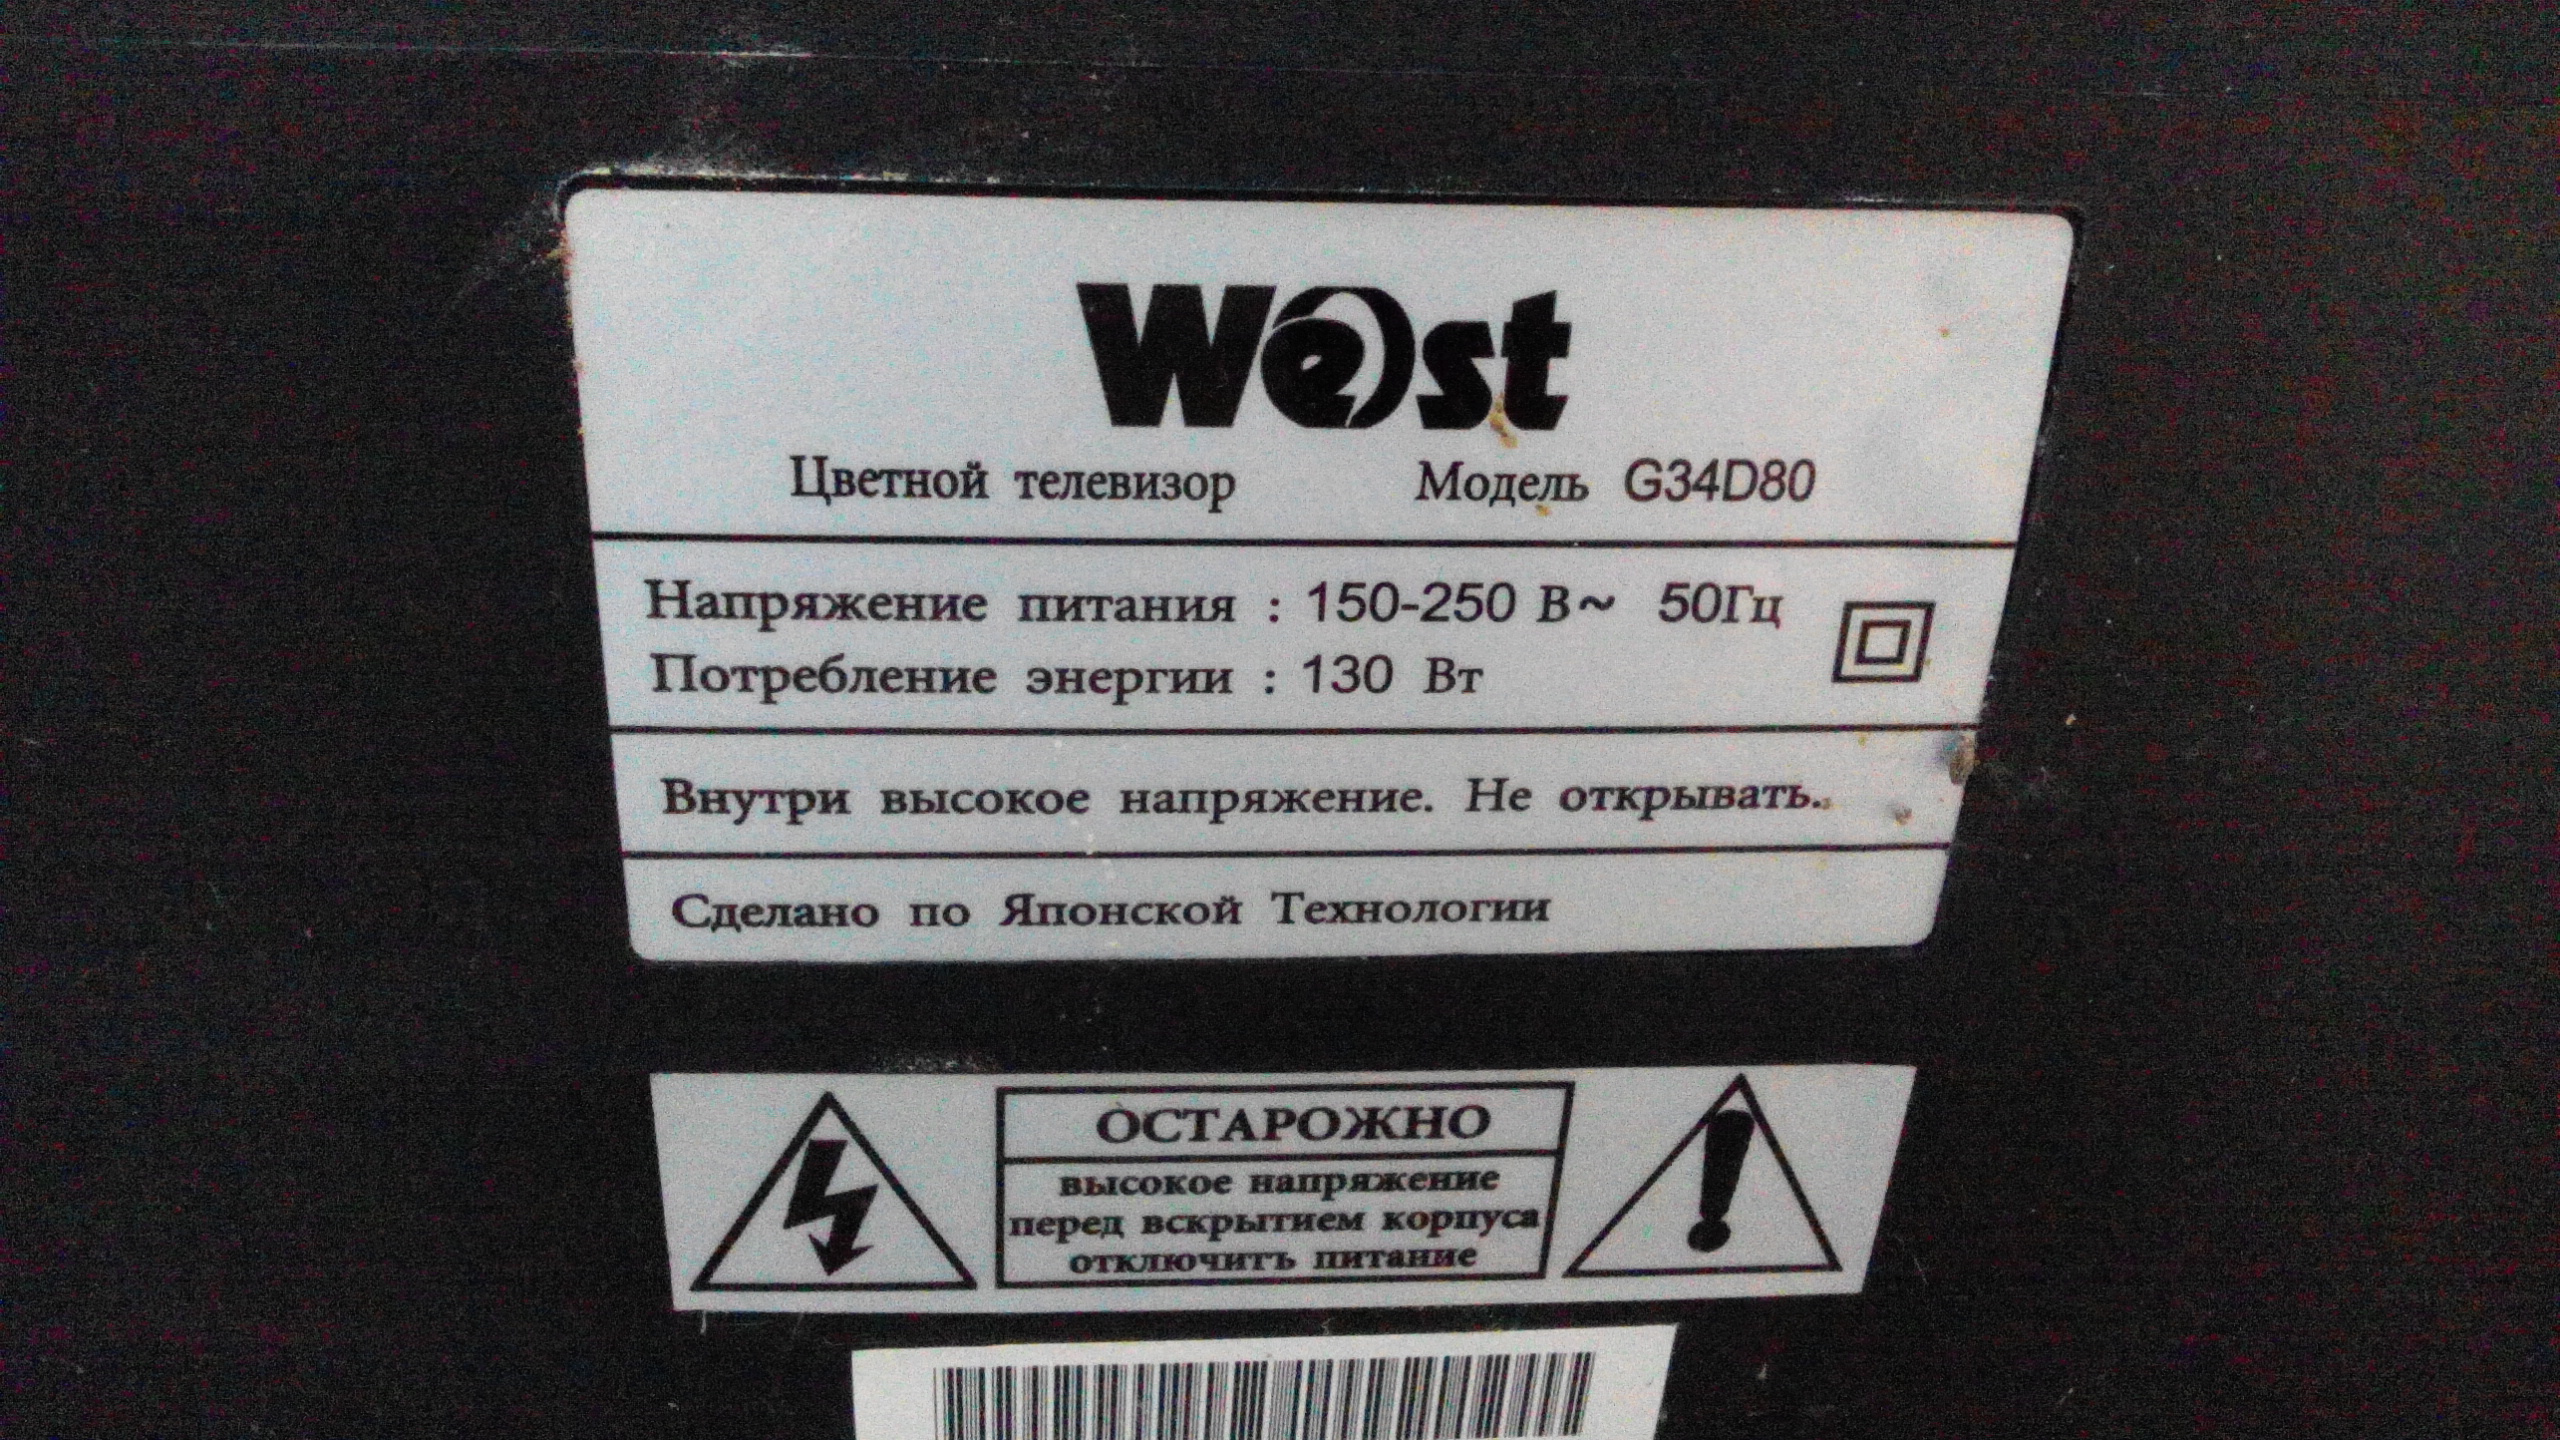 West
Цветной телевизор Модель G34D80
Напряжение питания : 150-250 В~ 50Гц
Потребление энергии : 130 Вт
Внутри высокое напряжение. Не открывать.
Сделано по Японской Технологии
ОСТАРОЖНО
высокое напряжение
перед вскрытием корпуса
отключить питание